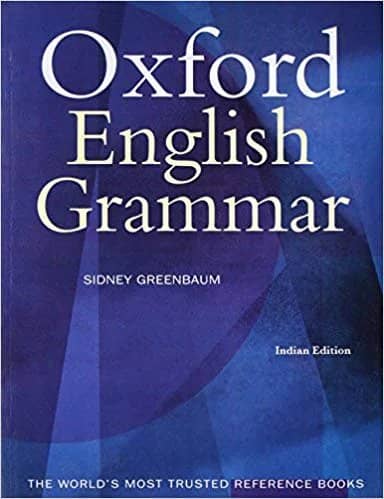 Oxford
English
Grammar
SIDNEY GREENBAUM
Indian Edition
THE WORLD'S MOST TRUSTED REFERENCE BOOKS